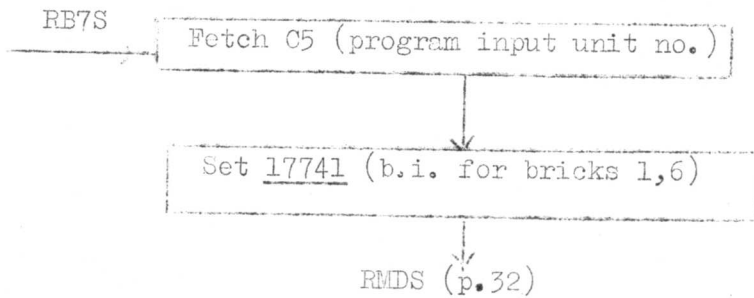 RB7S
Fetch C5 (program input unit no.)
Set 17741 (b.i. for bricks 1,6)
RMDS (p.32)